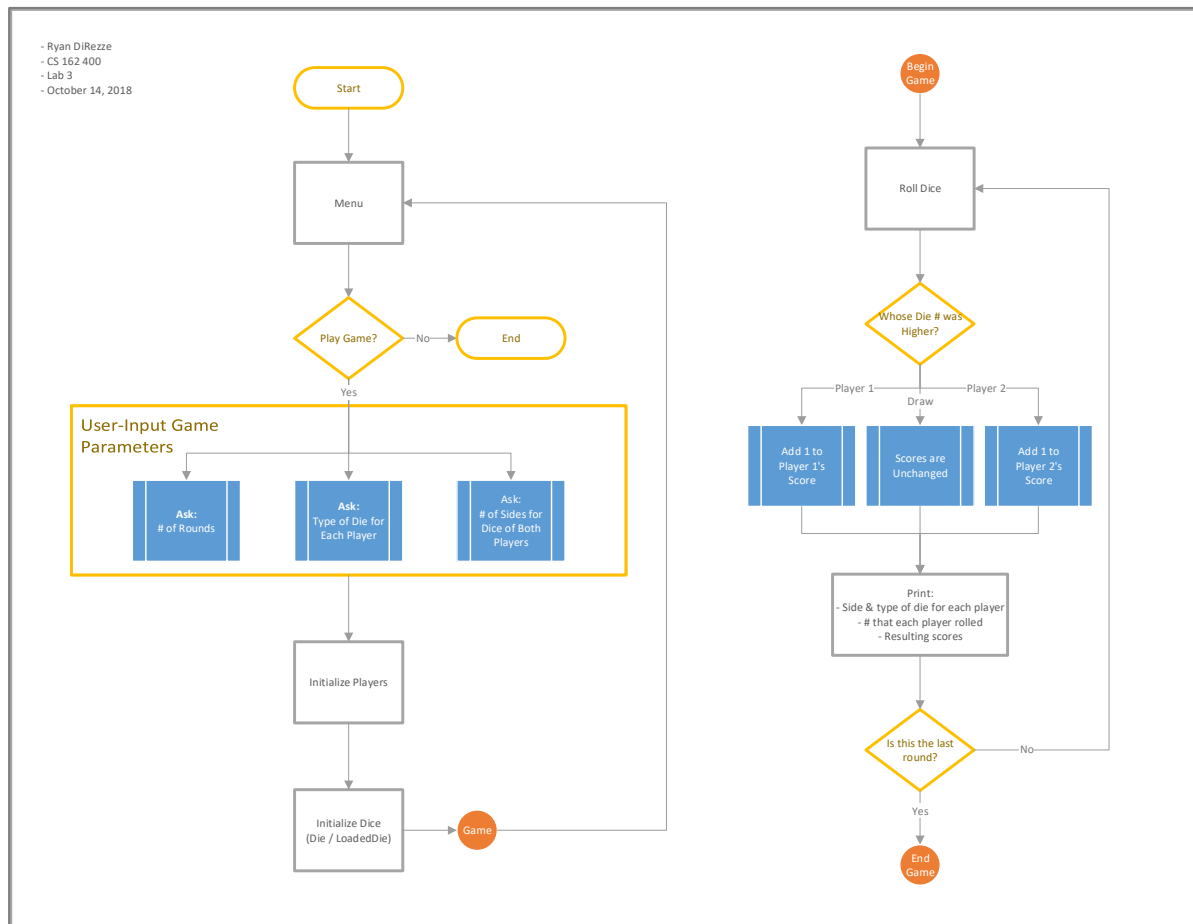 - Ryan DiRezze
- CS 162 400
- Lab 3
- October 14, 2018
Start
Menu
Play Game?
No
End
Yes
User-Input Game
Parameters
Ask:
# of Rounds
Ask:
Type of Die for
Each Player
Ask:
# of Sides for
Dice of Both
Players
Initialize Players
Initialize Dice
(Die / LoadedDie)
Game
Begin
Game
Roll Dice
Whose Die # was
Higher?
Player 1
Draw
Player 2
Add 1 to
Player 1's
Score
Scores are
Unchanged
Add 1 to
Player 2's
Score
Print:
- Side & type of die for each player
- # that each player rolled
- Resulting scores
Is this the last
round?
No
Yes
End
Game